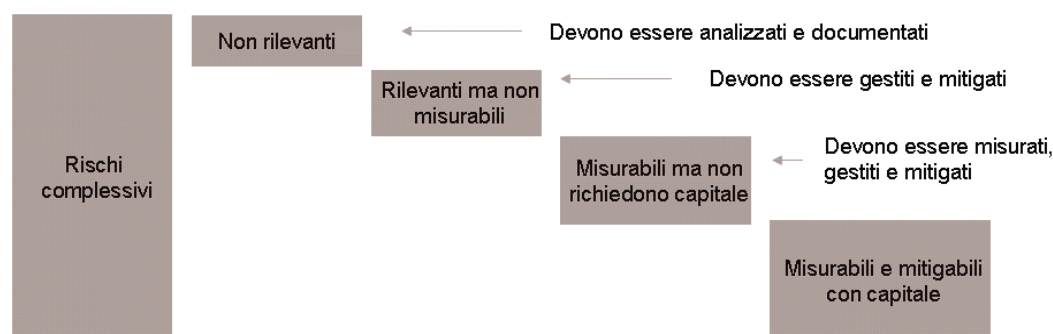 Non rilevanti
Devono essere analizzati e documentati
Rilevanti ma non
misurabili
Devono essere gestiti e mitigati
Rischi
complessivi
Misurabili ma non
richiedono capitale
Devono essere misurati,
gestiti e mitigati
Misurabili e mitigabili
con capitale